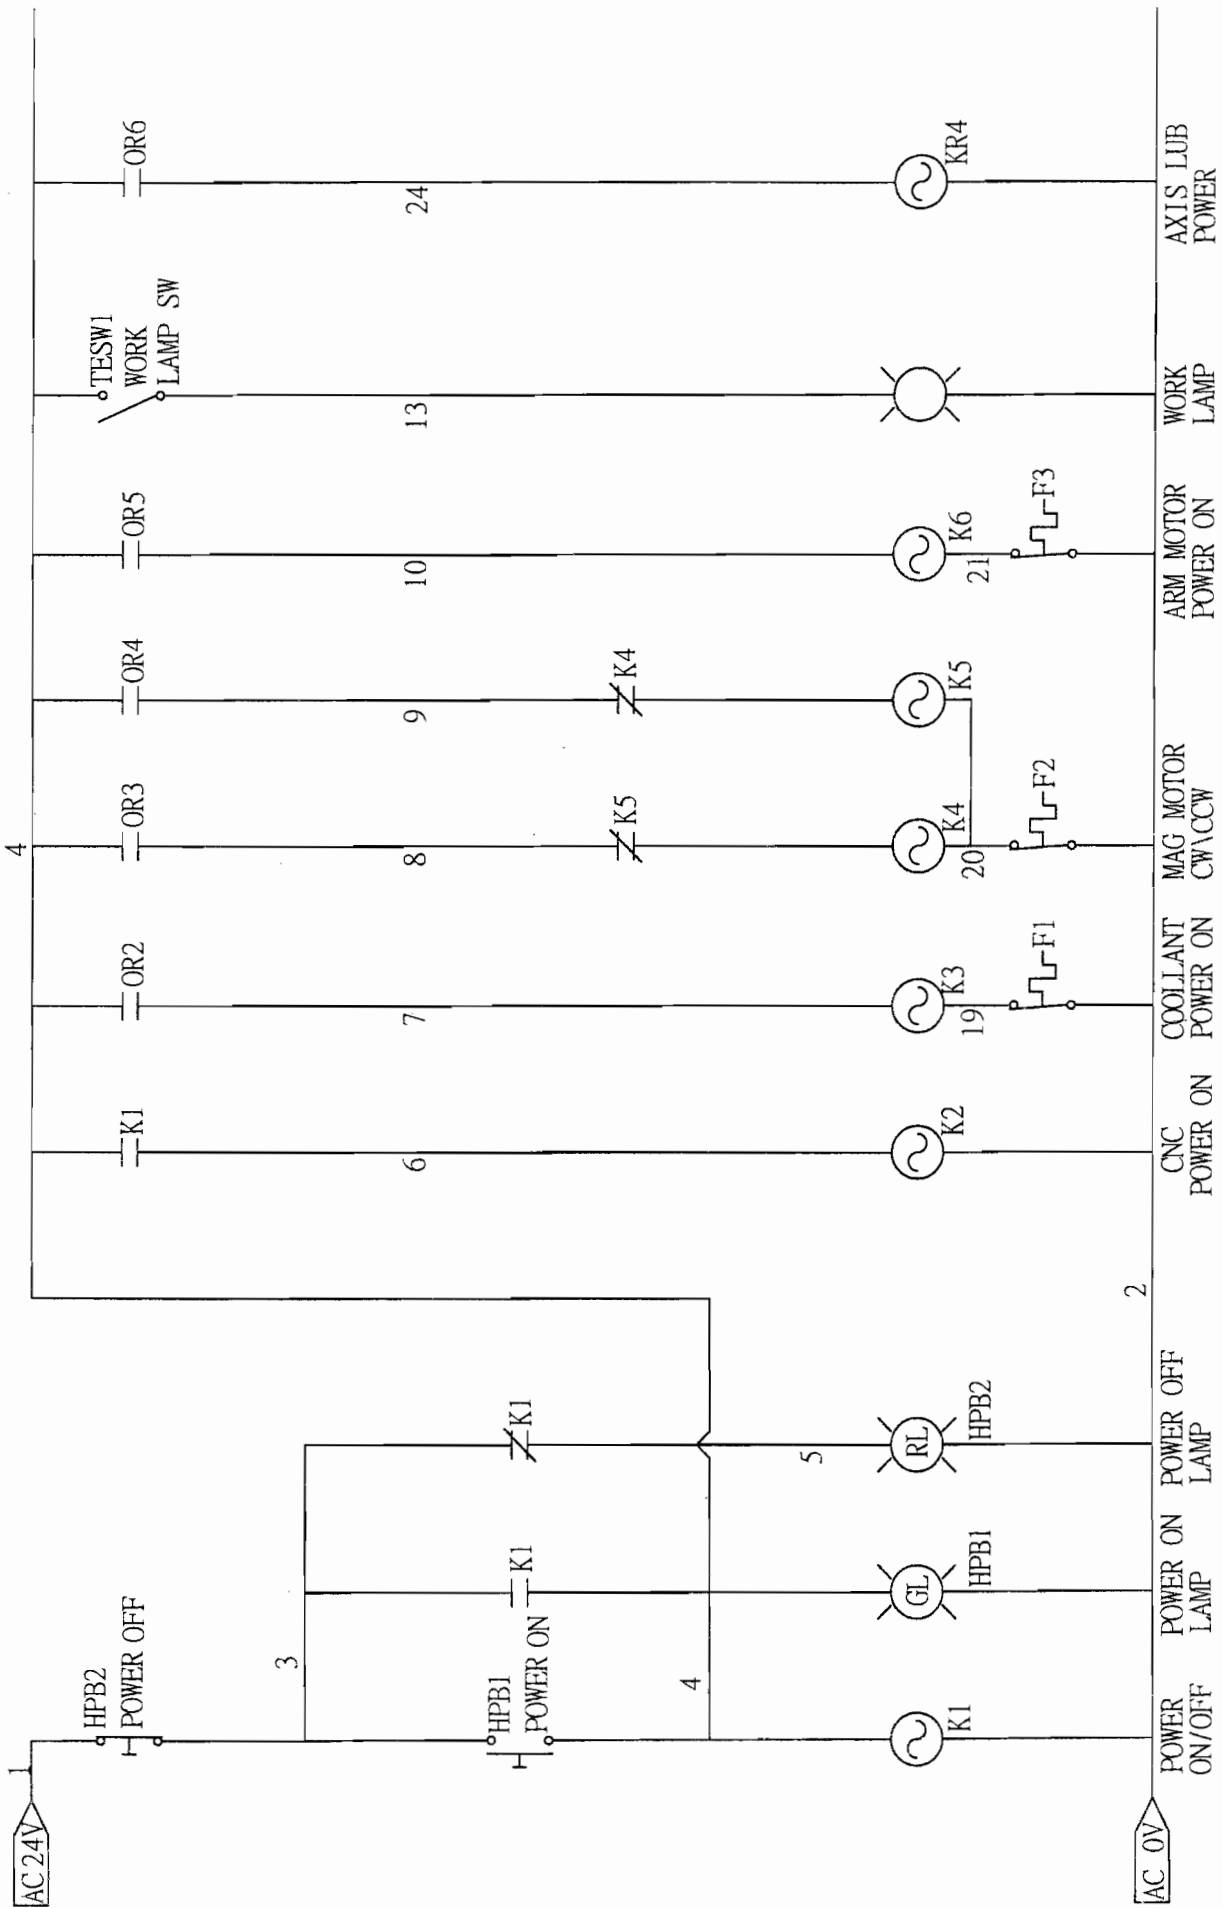 AC24V
1
HPB2
POWER OFF
3
HPB1
POWER ON
4
K1
K1
GL
HPB1
K1
5
RL
HPB2
4
K1
6
K2
OR2
7
K3
19
F1
OR3
8
K5
K4
20
F2
OR4
9
K4
K5
OR5
10
K6
21
F3
TESW1
WORK
LAMP SW
13
OR6
24
KR4
AC 0V
2
POWER
ON/OFF
POWER ON
LAMP
POWER OFF
LAMP
CNC
POWER ON
COOLLANT
POWER ON
MAG MOTOR
CW\CCW
ARM MOTOR
POWER ON
WORK
LAMP
AXIS LUB
POWER